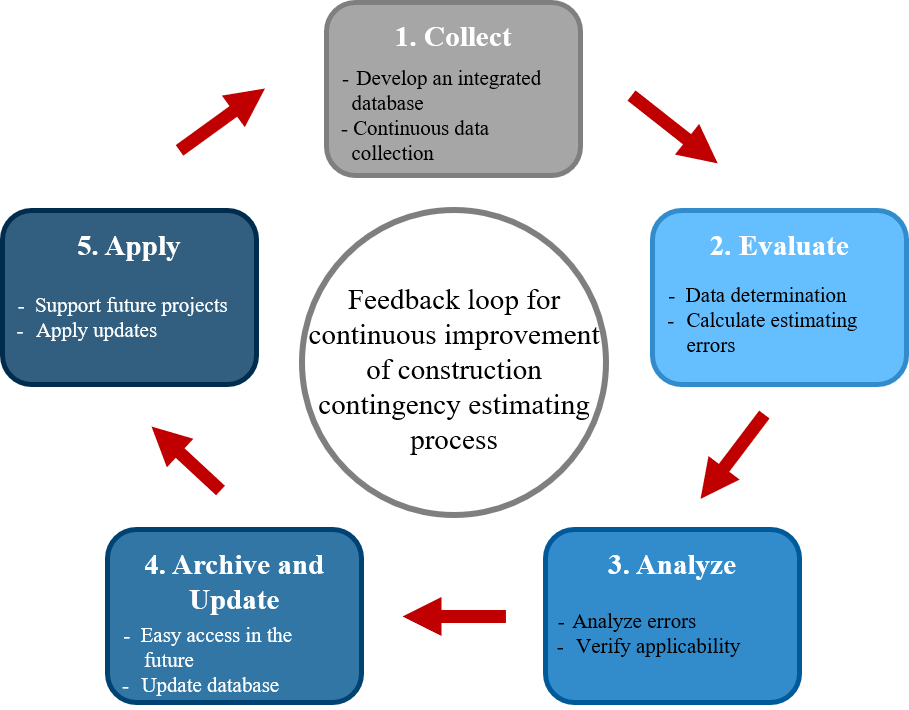 1. Collect
- Develop an integrated
database
- Continuous data
collection
2. Evaluate
- Data determination
- Calculate estimating
errors
3. Analyze
- Analyze errors
- Verify applicability
4. Archive and
Update
- Easy access in the
future
- Update database
5. Apply
- Support future projects
- Apply updates
Feedback loop for
continuous improvement
of construction
contingency estimating
process